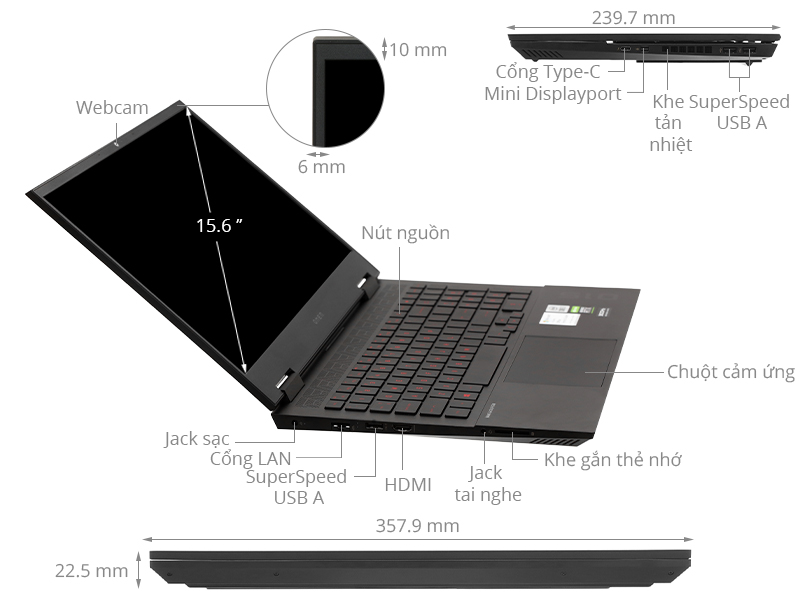 239.7 mm
10 mm
Cổng Type-C
Mini Displayport
Khe
tản
nhiệt
SuperSpeed
USB A
Webcam
6 mm
15.6 ”
Nút nguồn
Chuột cảm ứng
Jack sạc
Cổng LAN
SuperSpeed
USB A
HDMI
Jack
tai nghe
Khe gắn thẻ nhớ
357.9 mm
22.5 mm